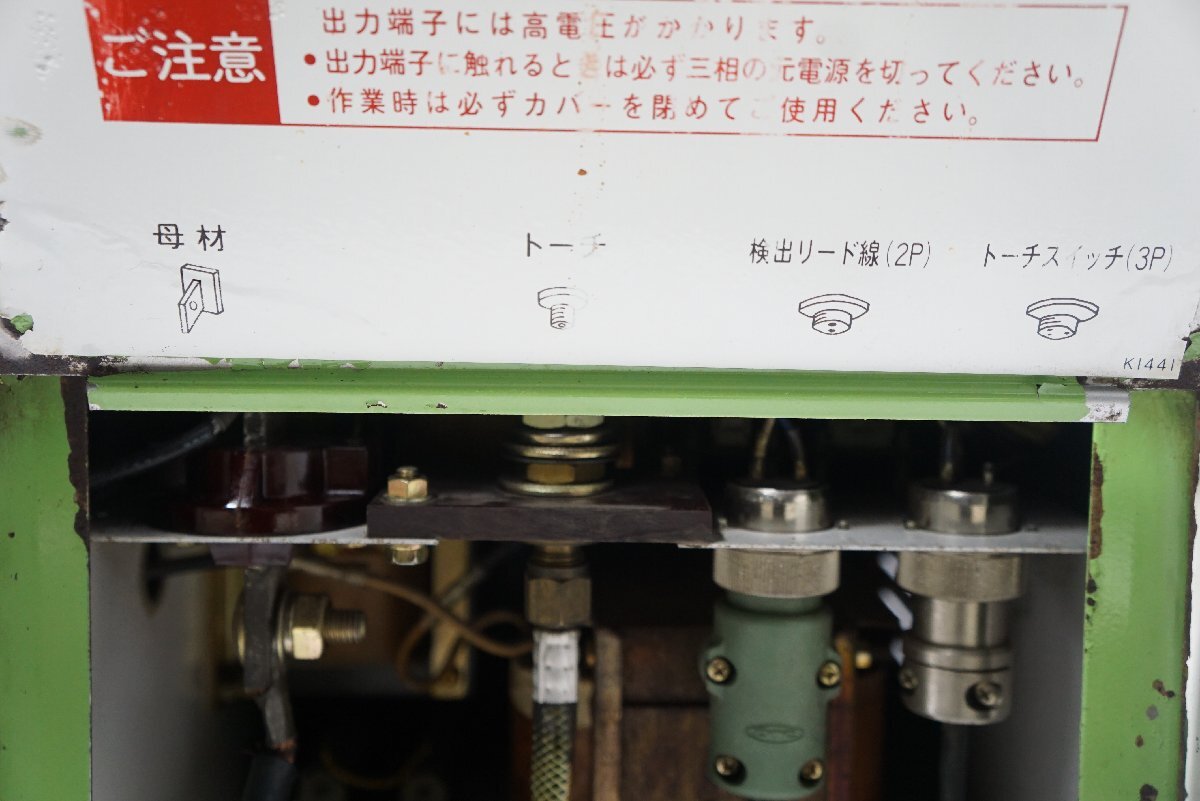 ご注意
出力端子には高電圧がかかります。
•出力端子に触れるときは必ず三相の元電源を切ってください。
•作業時は必ずカバーを閉めてご使用ください。
母材
トーチ
検出リード線(2P)
トーチスイッチ(3P)
K1441